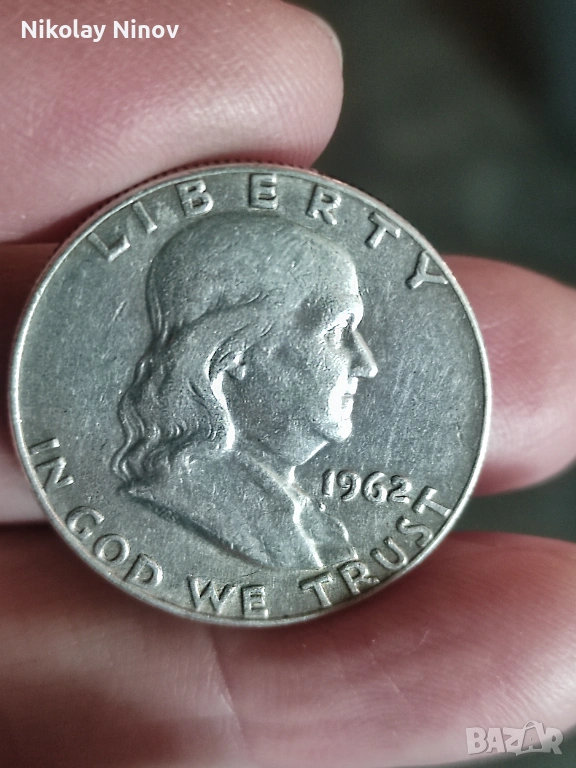 Nikolay Ninov
LIBERTY
1962
IN GOD WE TRUST
BAZAR